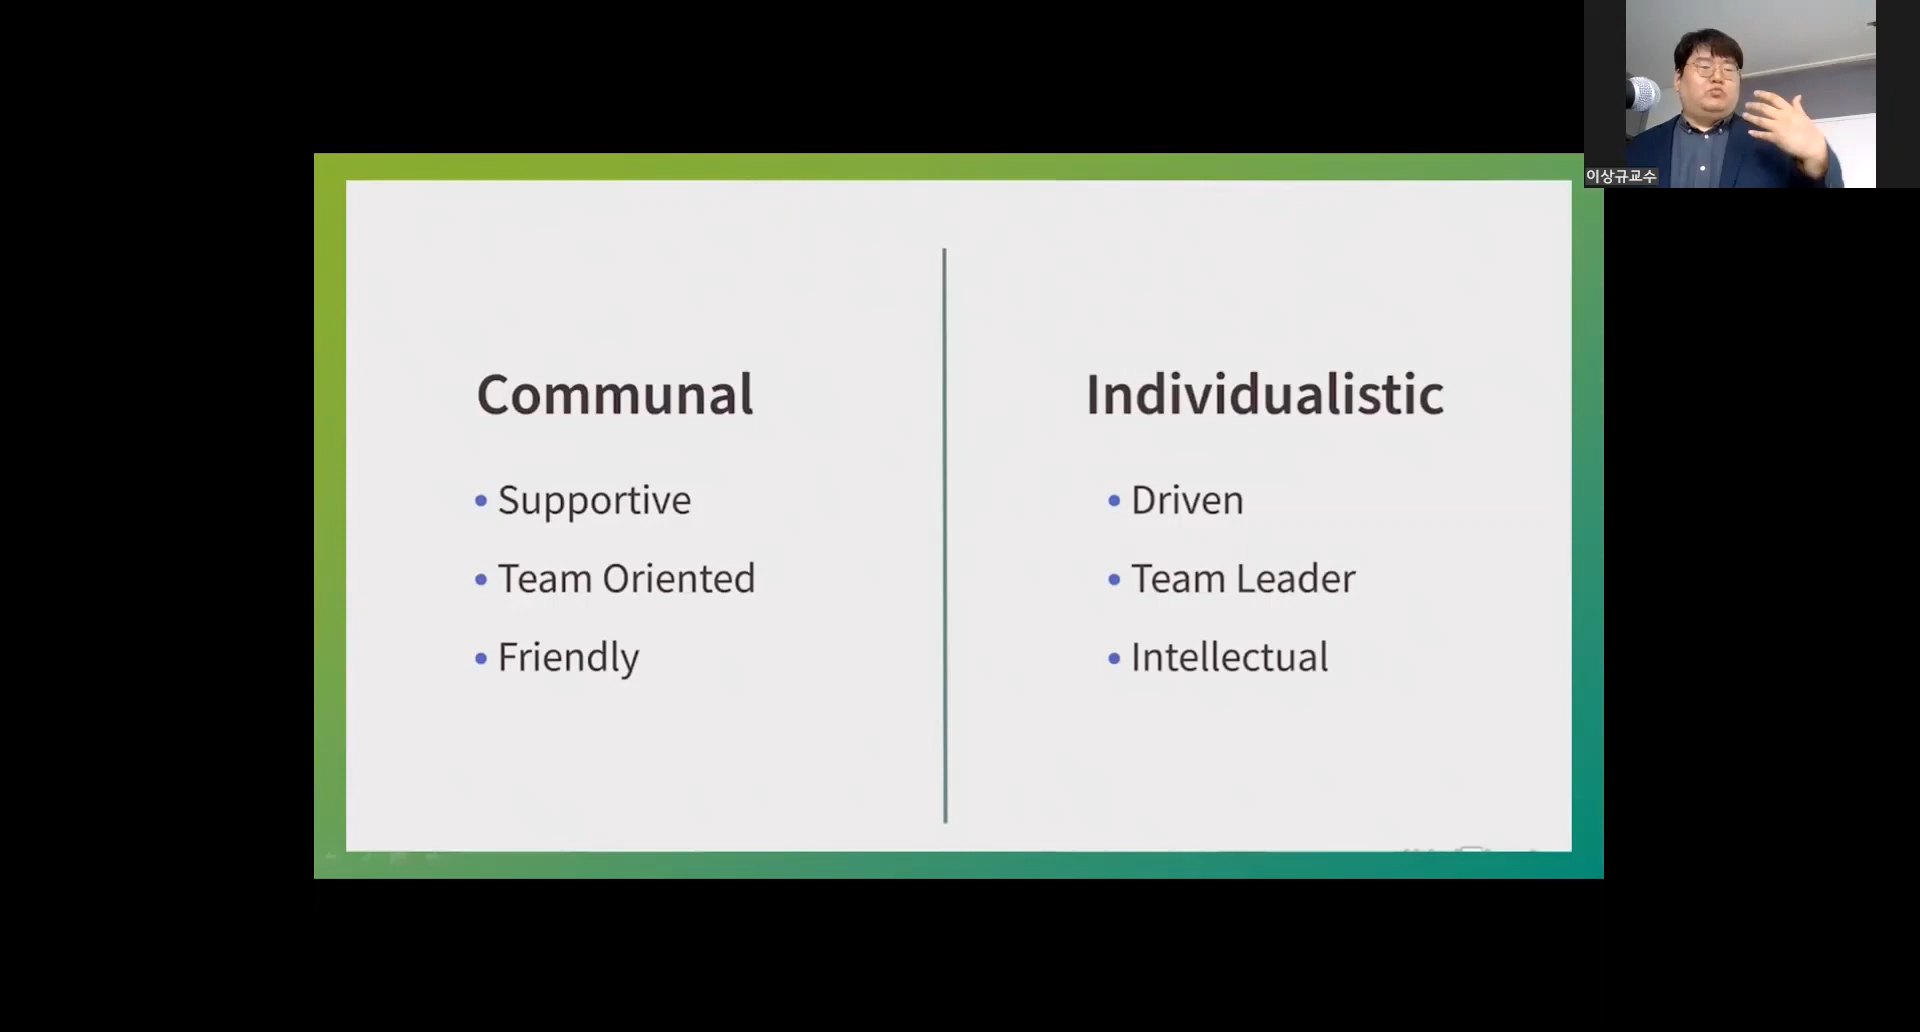 Communal
• Supportive
• Team Oriented
• Friendly
Individualistic
• Driven
• Team Leader
• Intellectual
이상규교수